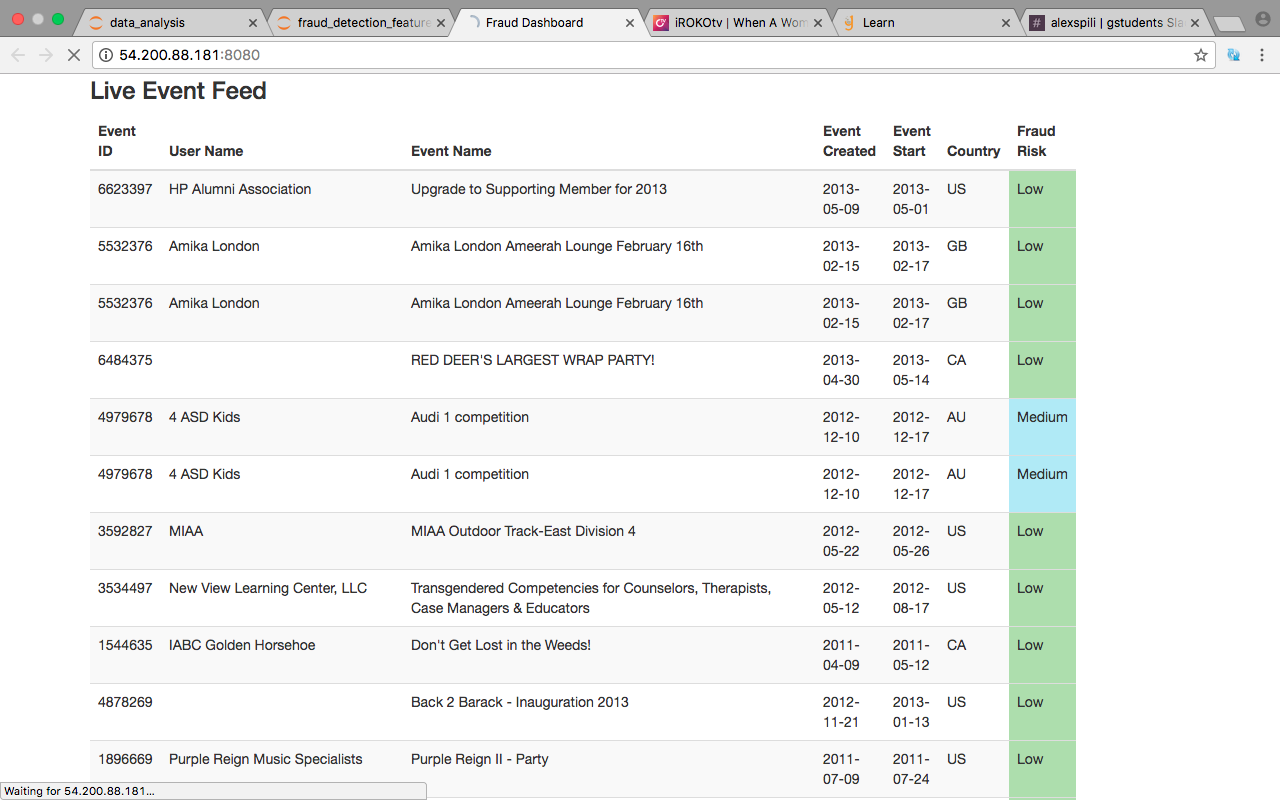 data_analysis
fraud_detection_feature
Fraud Dashboard
iROKOtv | When A Wom
Learn
alexspili | gstudents Sla
54.200.88.181:8080
Live Event Feed
Event ID User Name Event Name Event Created Event Start Country Fraud Risk
6623397 HP Alumni Association Upgrade to Supporting Member for 2013 2013-05-09 2013-05-01 US Low
5532376 Amika London Amika London Ameerah Lounge February 16th 2013-02-15 2013-02-17 GB Low
5532376 Amika London Amika London Ameerah Lounge February 16th 2013-02-15 2013-02-17 GB Low
6484375 RED DEER'S LARGEST WRAP PARTY! 2013-04-30 2013-05-14 CA Low
4979678 4 ASD Kids Audi 1 competition 2012-12-10 2012-12-17 AU Medium
4979678 4 ASD Kids Audi 1 competition 2012-12-10 2012-12-17 AU Medium
3592827 MIAA MIAA Outdoor Track-East Division 4 2012-05-22 2012-05-26 US Low
3534497 New View Learning Center, LLC Transgendered Competencies for Counselors, Therapists, Case Managers & Educators 2012-05-12 2012-08-17 US Low
1544635 IABC Golden Horsehoe Don't Get Lost in the Weeds! 2011-04-09 2011-05-12 CA Low
4878269 Back 2 Barack - Inauguration 2013 2012-11-21 2013-01-13 US Low
1896669 Purple Reign Music Specialists Purple Reign II - Party 2011-07-09 2011-07-24 US Low
Waiting for 54.200.88.181...